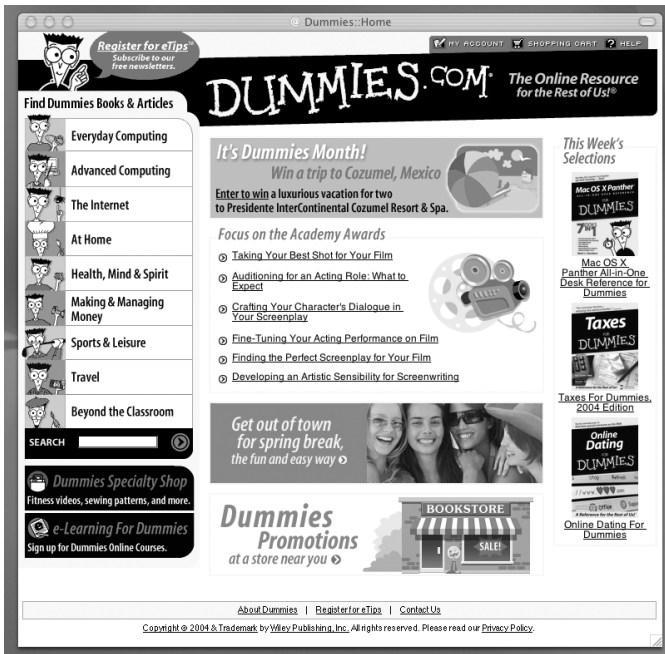 Dummies::Home
Register for eTips™
Subscribe to our
free newsletters.
MY ACCOUNT
SHOPPING CART
HELP
DUMMIES.COM®
The Online Resource
for the Rest of Us!®
Find Dummies Books & Articles
Everyday Computing
Advanced Computing
The Internet
At Home
Health, Mind & Spirit
Making & Managing
Money
Sports & Leisure
Travel
Beyond the Classroom
SEARCH
Dummies Specialty Shop
Fitness videos, sewing patterns, and more.
e-Learning For Dummies
Sign up for Dummies Online Courses.
It's Dummies Month!
Win a trip to Cozumel, Mexico
Enter to win a luxurious vacation for two
to Presidente InterContinental Cozumel Resort & Spa.
Focus on the Academy Awards
Taking Your Best Shot for Your Film
Auditioning for an Acting Role: What to
Expect
Crafting Your Character's Dialogue in
Your Screenplay
Fine-Tuning Your Acting Performance on Film
Finding the Perfect Screenplay for Your Film
Developing an Artistic Sensibility for Screenwriting
Get out of town
for spring break,
the fun and easy way
Dummies
Promotions
at a store near you
BOOKSTORE
SALE!
This Week's
Selections
Mac OS X Panther
DUMMIES
Mac OS X
Panther All-in-One
Desk Reference for
Dummies
Taxes
DUMMIES
Taxes For Dummies,
2004 Edition
Online
Dating
DUMMIES
Online Dating For
Dummies
About Dummies | Register for eTips | Contact Us
Copyright © 2004 & Trademark by Wiley Publishing, Inc. All rights reserved. Please read our Privacy Policy.